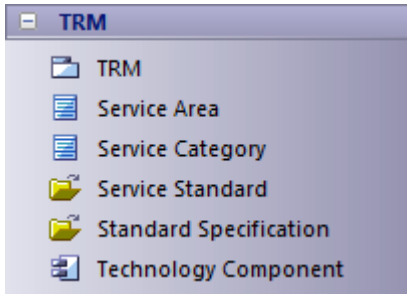 TRM
TRM
Service Area
Service Category
Service Standard
Standard Specification
Technology Component